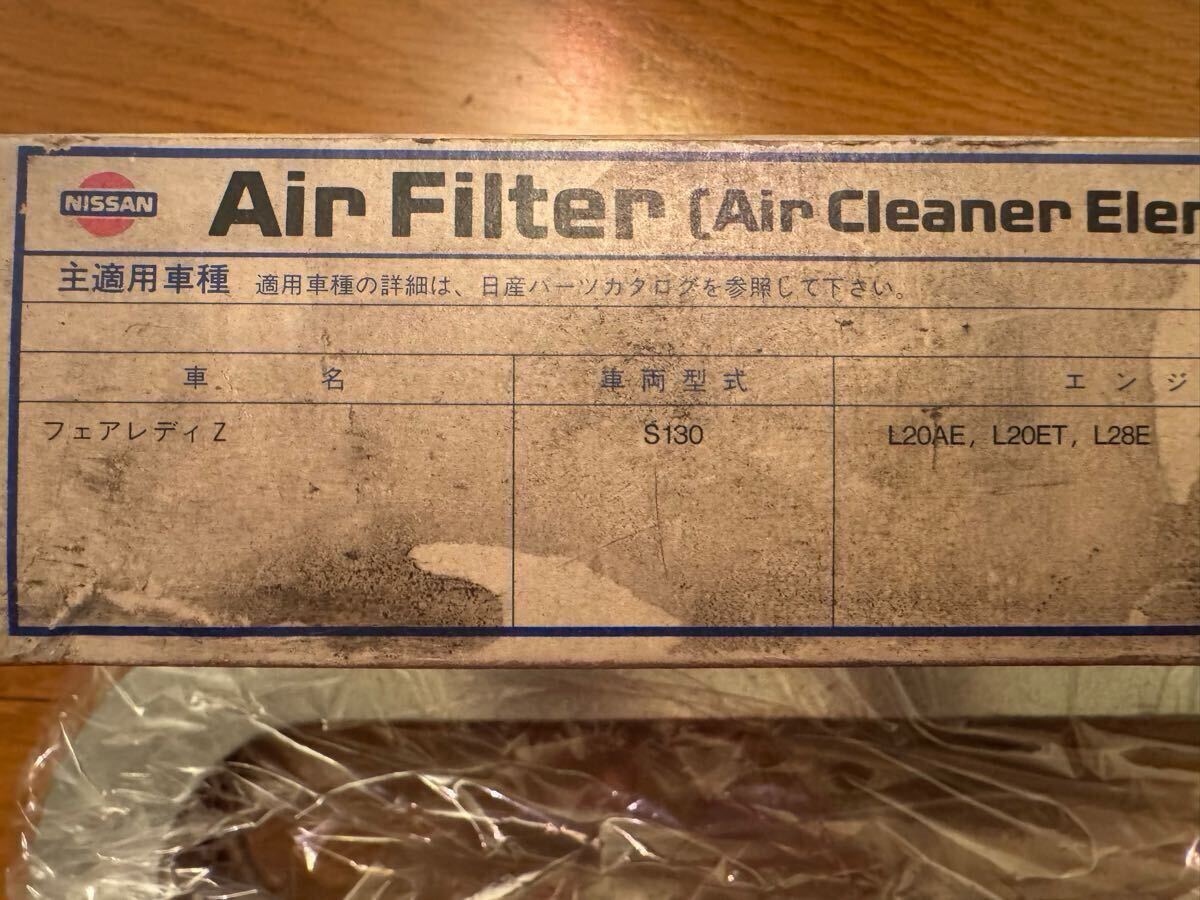 NISSAN Air Filter (Air Cleaner Elem
主適用車種 適用車種の詳細は、日産パーツカタログを参照して下さい。
車名 車両型式 エンジ
フェアレディZ S130 L20AE, L20ET, L28E